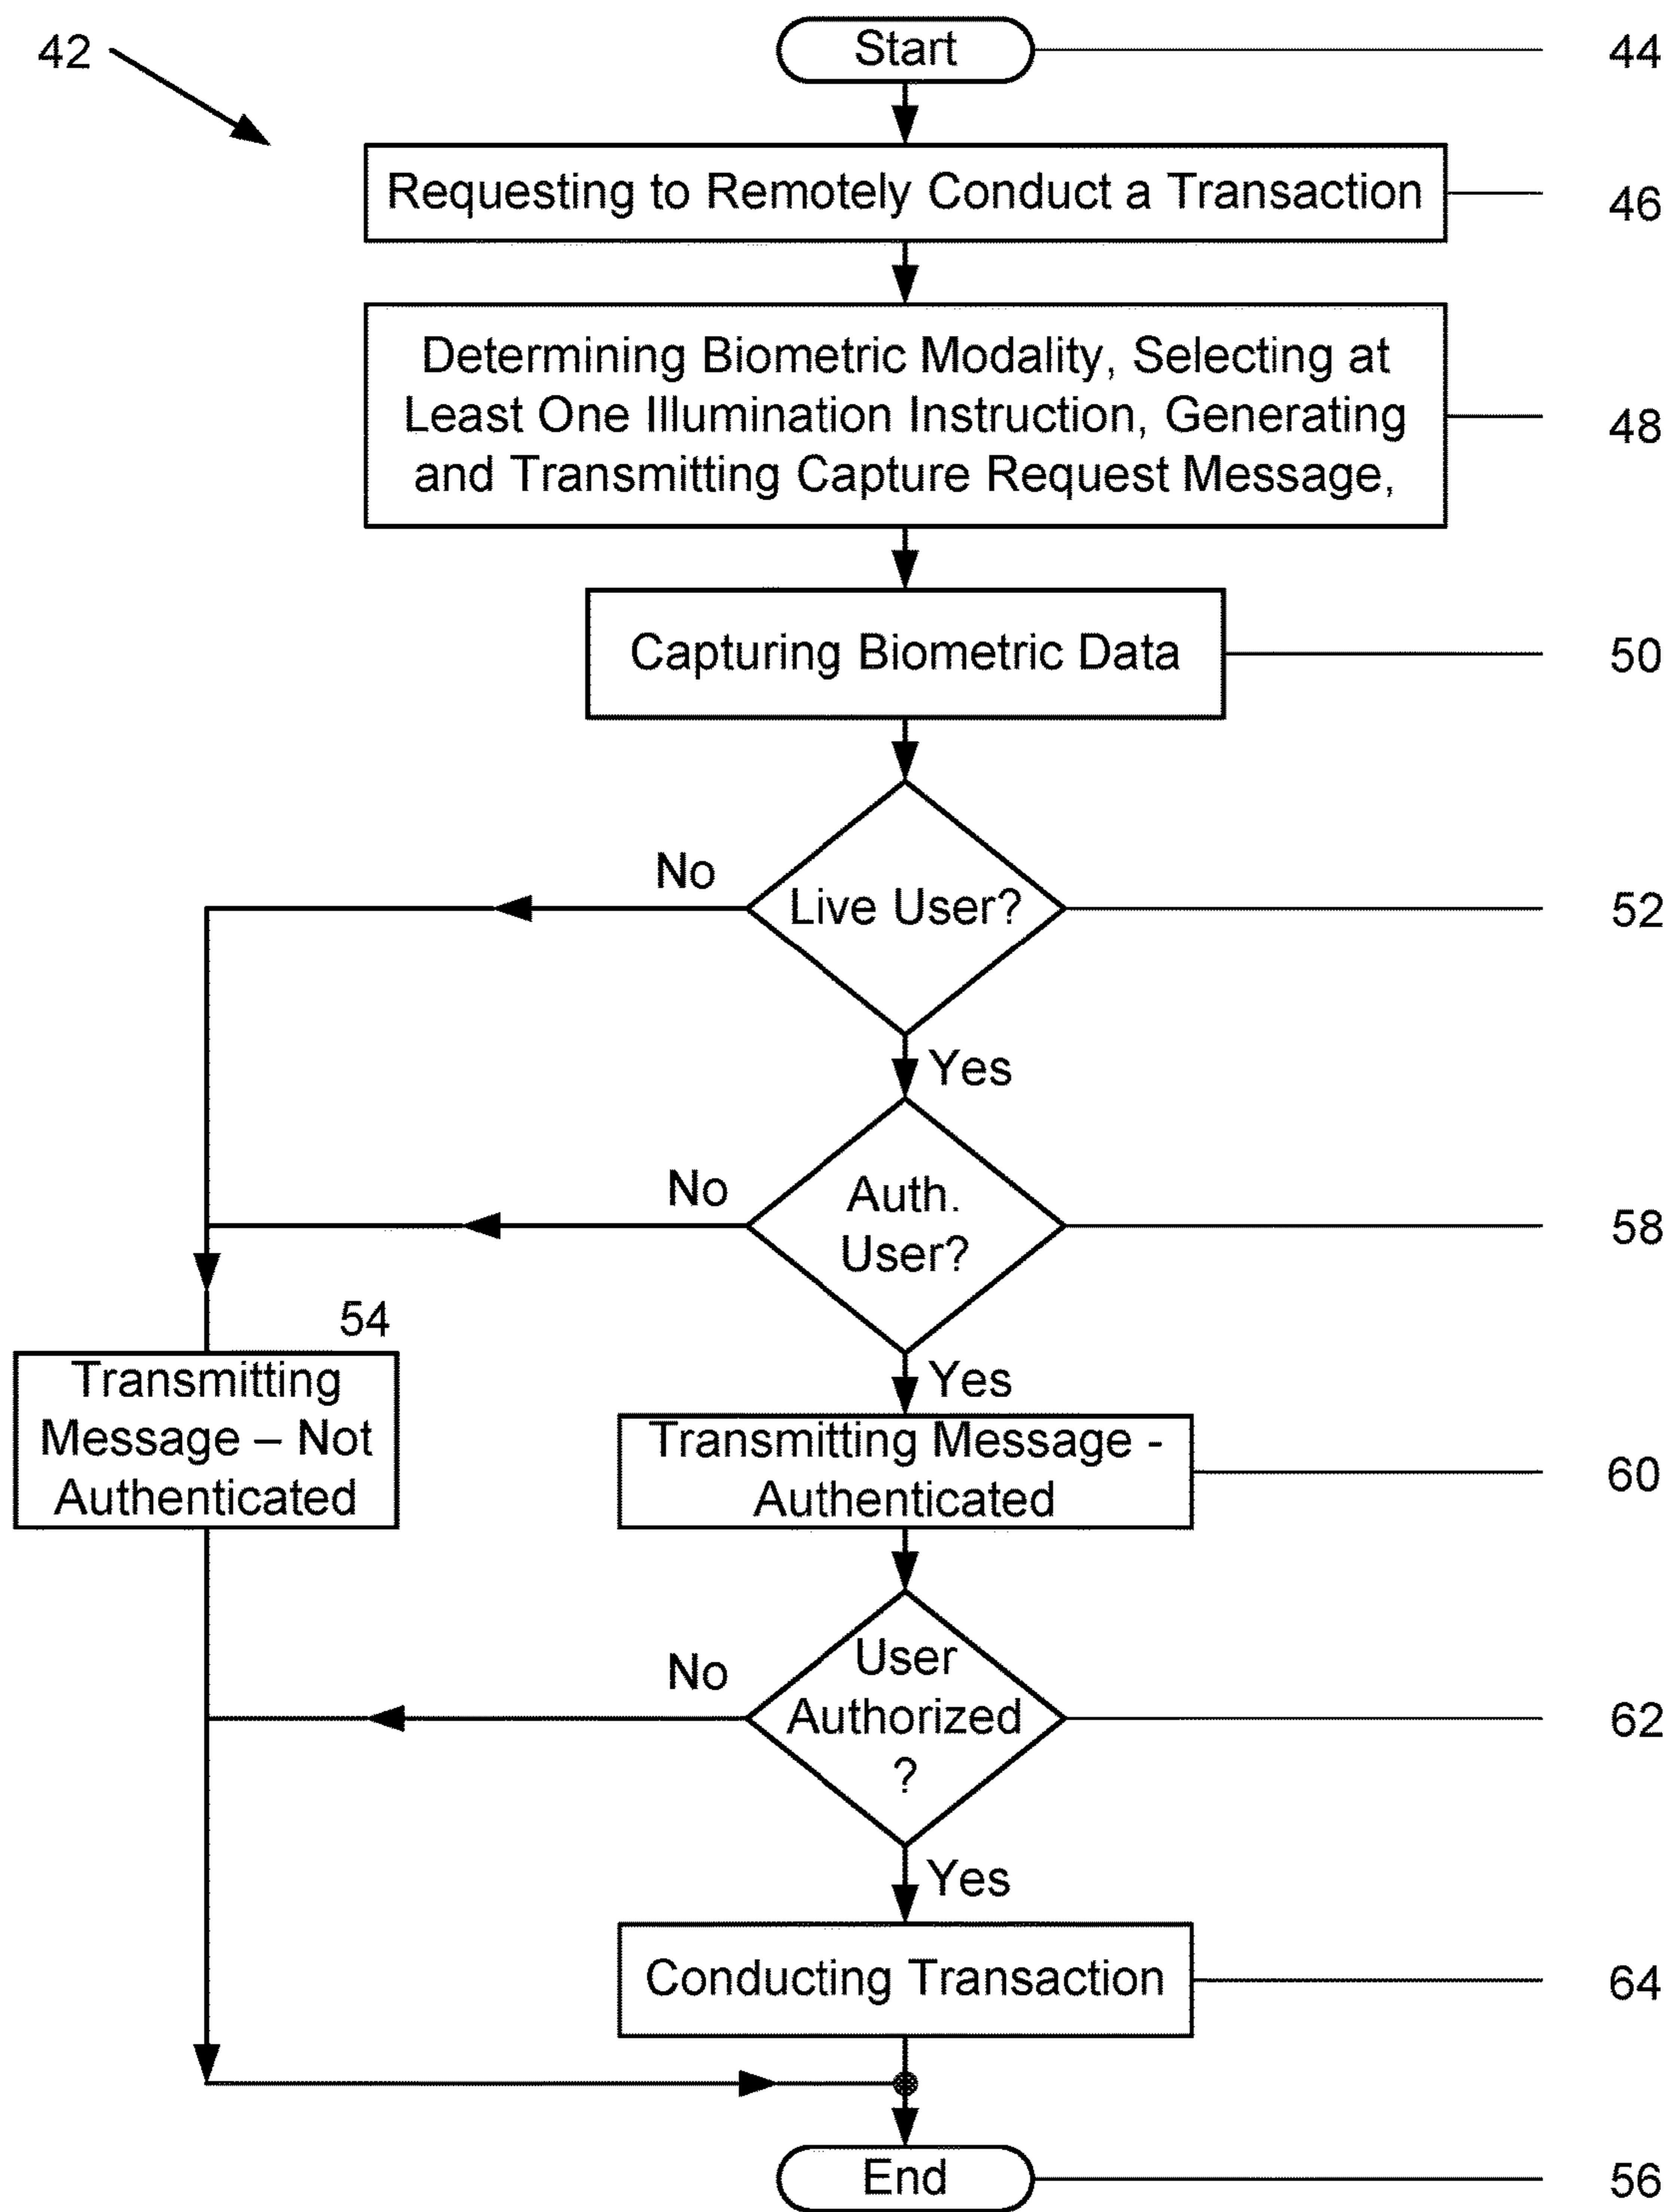 42
Start
44
Requesting to Remotely Conduct a Transaction
46
Determining Biometric Modality, Selecting at
Least One Illumination Instruction, Generating
and Transmitting Capture Request Message,
48
Capturing Biometric Data
50
No
Live User?
52
Yes
No
Auth.
User?
58
54
Transmitting
Message – Not
Authenticated
Yes
Transmitting Message -
Authenticated
60
No
User
Authorized
?
62
Yes
Conducting Transaction
64
End
56